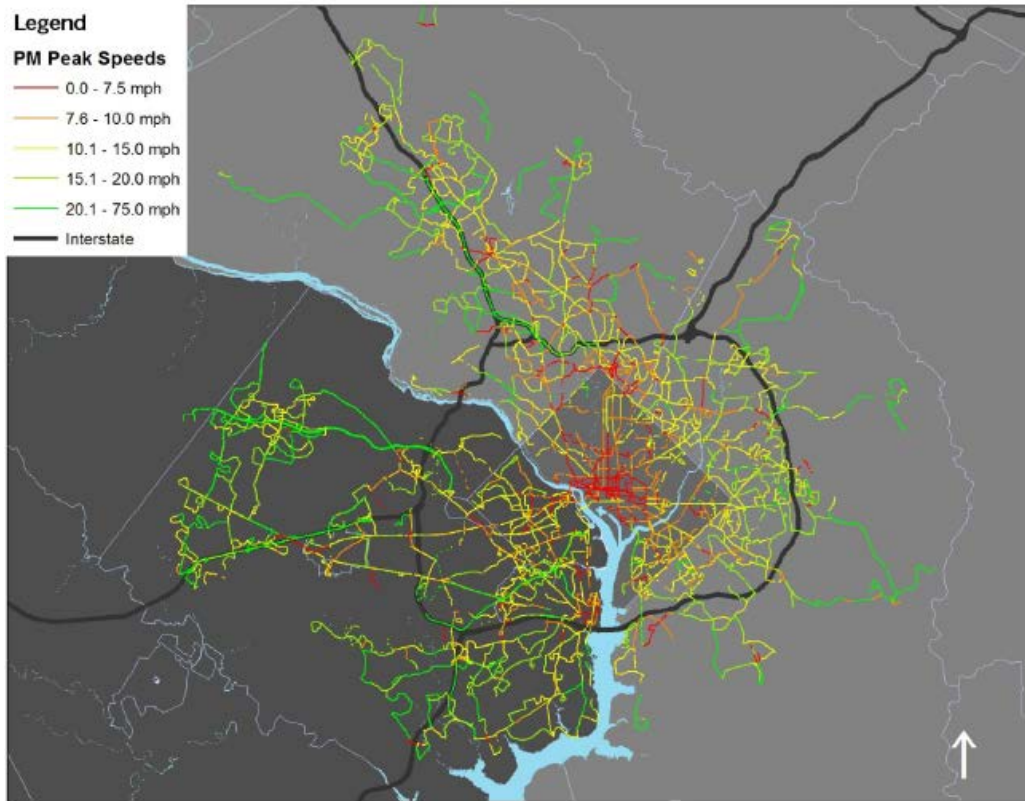 Legend
PM Peak Speeds
0.0 - 7.5 mph
7.6 - 10.0 mph
10.1 - 15.0 mph
15.1 - 20.0 mph
20.1 - 75.0 mph
Interstate